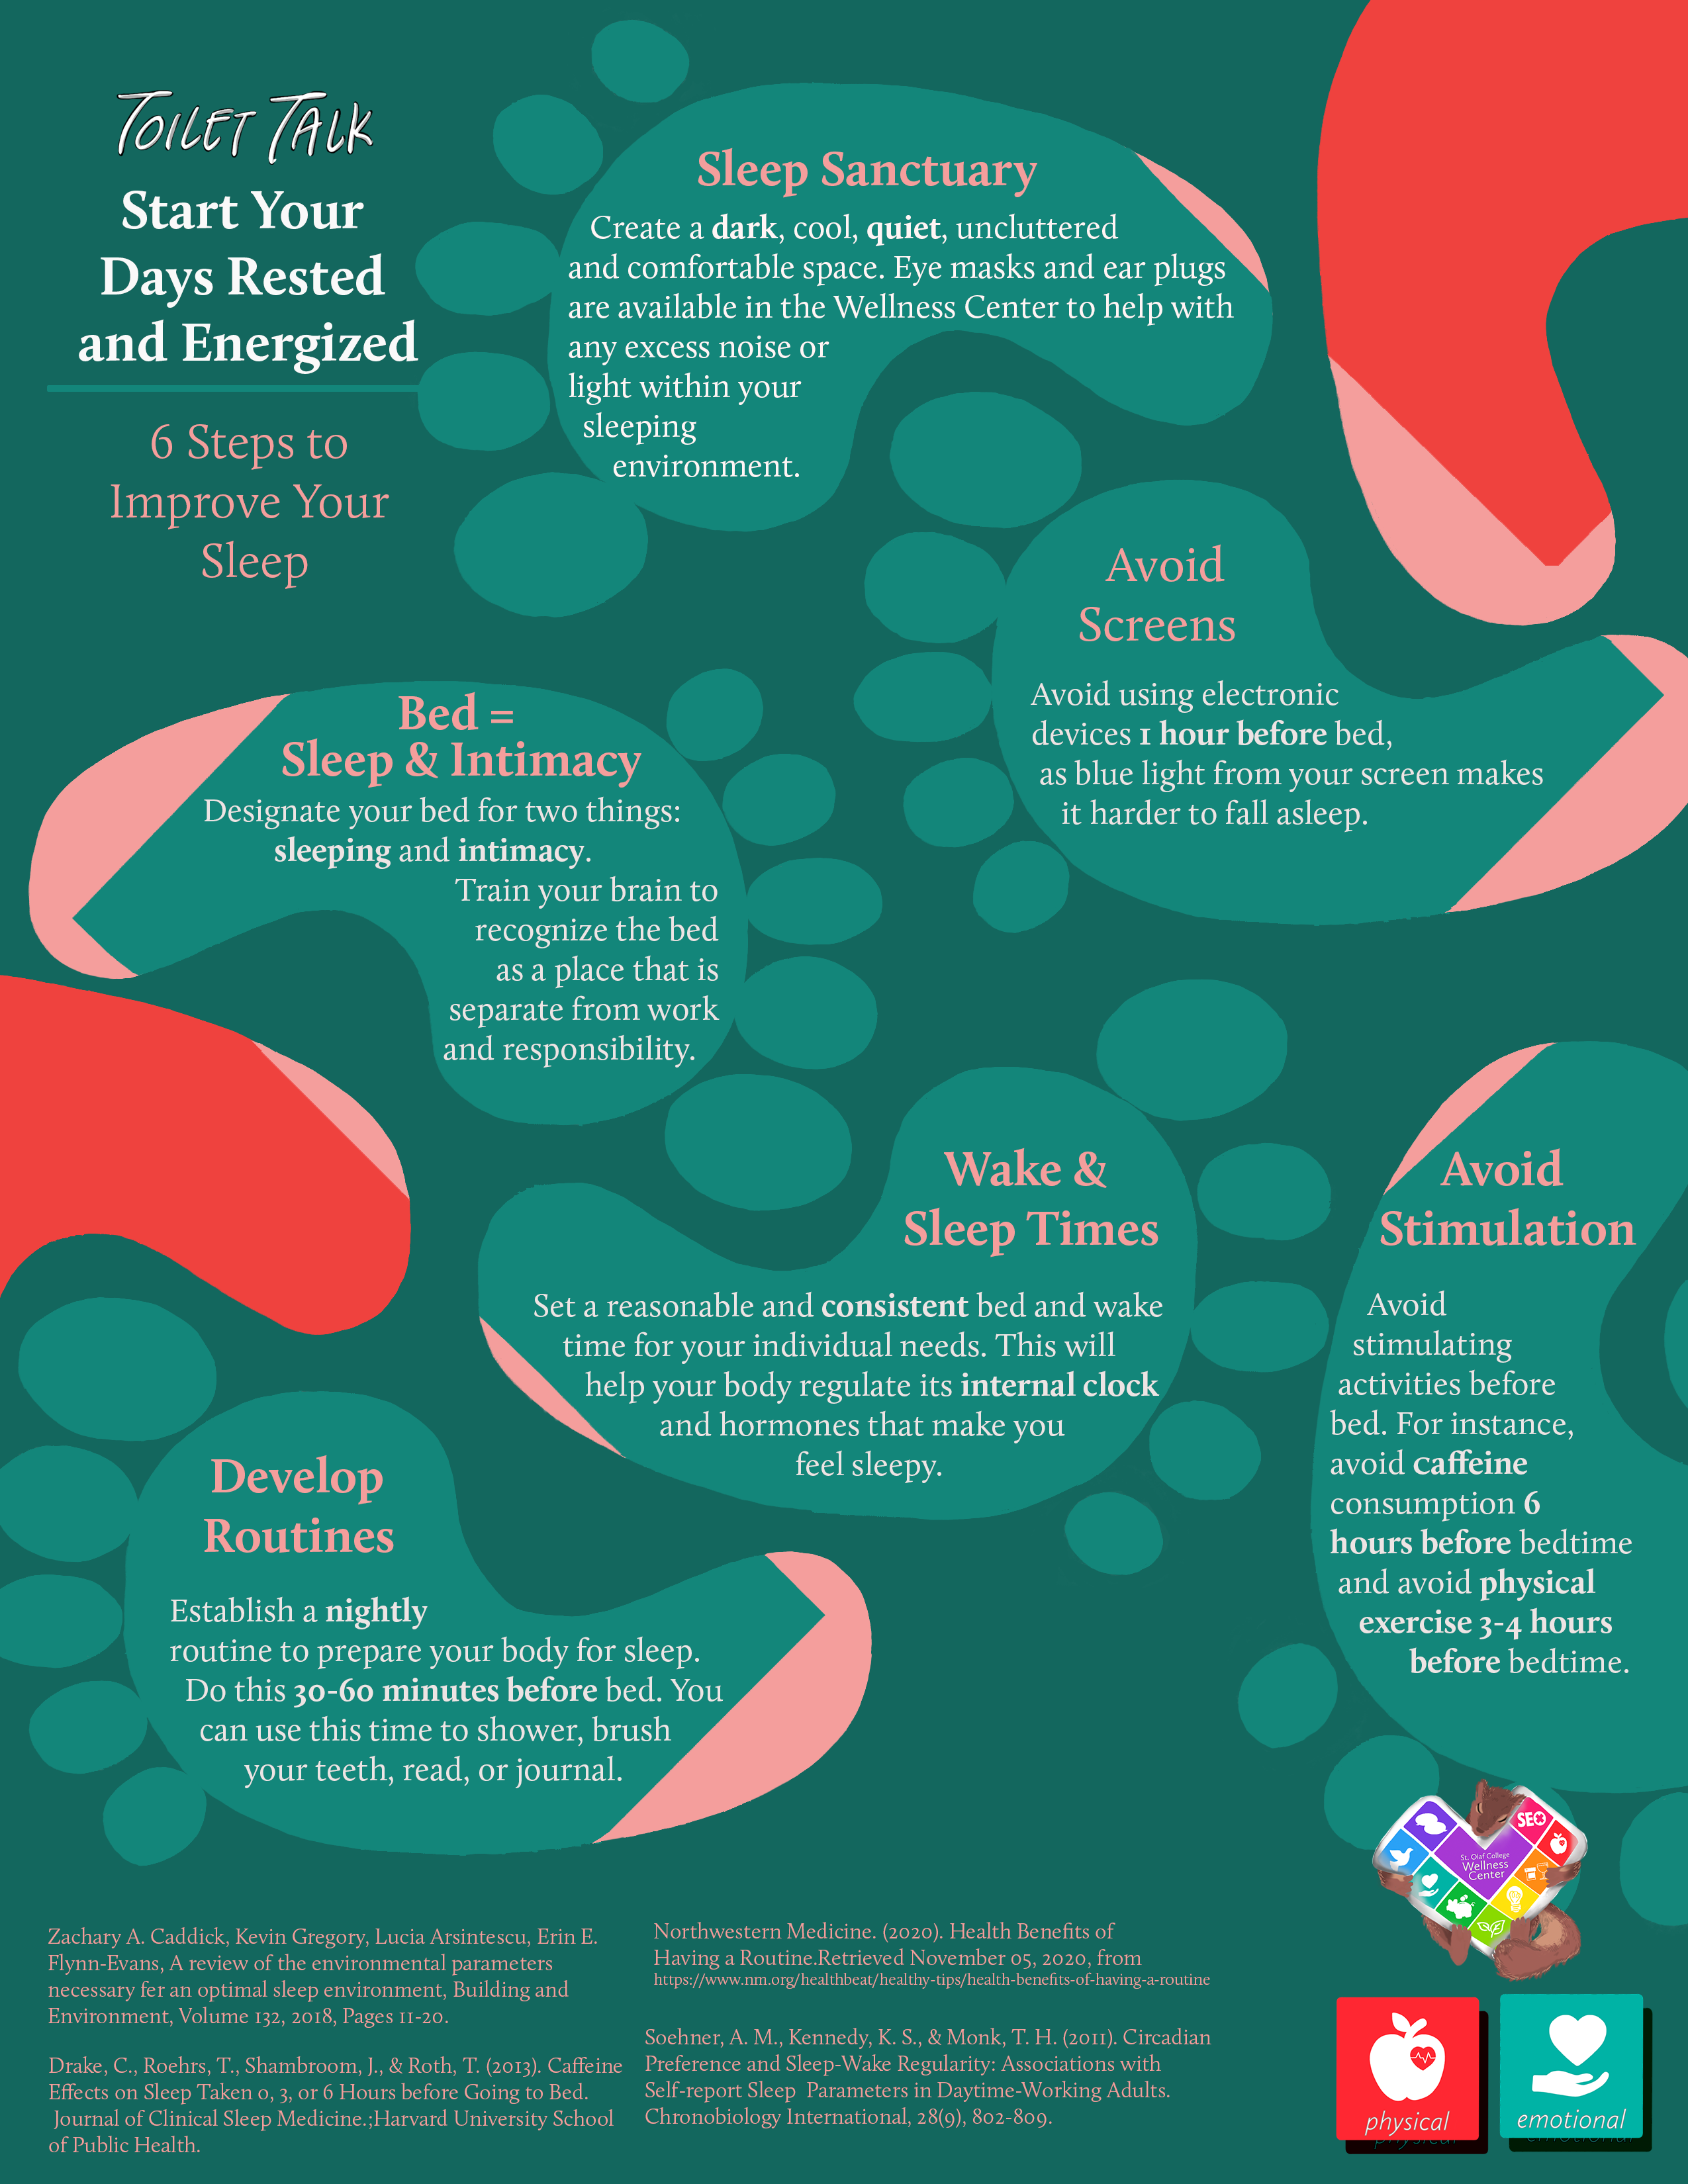 TOILET TALK
Start Your
Days Rested
and Energized
6 Steps to
Improve Your
Sleep
Sleep Sanctuary
Create a dark, cool, quiet, uncluttered
and comfortable space. Eye masks and ear plugs
are available in the Wellness Center to help with
any excess noise or
light within your
sleeping
environment.
Avoid
Screens
Avoid using electronic
devices 1 hour before bed,
as blue light from your screen makes
it harder to fall asleep.
Bed =
Sleep & Intimacy
Designate your bed for two things:
sleeping and intimacy.
Train your brain to
recognize the bed
as a place that is
separate from work
and responsibility.
Wake &
Sleep Times
Set a reasonable and consistent bed and wake
time for your individual needs. This will
help your body regulate its internal clock
and hormones that make you
feel sleepy.
Avoid
Stimulation
Avoid
stimulating
activities before
bed. For instance,
avoid caffeine
consumption 6
hours before bedtime
and avoid physical
exercise 3-4 hours
before bedtime.
Develop
Routines
Establish a nightly
routine to prepare your body for sleep.
Do this 30-60 minutes before bed. You
can use this time to shower, brush
your teeth, read, or journal.
Zachary A. Caddick, Kevin Gregory, Lucia Arsintescu, Erin E.
Flynn-Evans, A review of the environmental parameters
necessary fer an optimal sleep environment, Building and
Environment, Volume 132, 2018, Pages 11-20.
Drake, C., Roehrs, T., Shambroom, J., & Roth, T. (2013). Caffeine
Effects on Sleep Taken 0, 3, or 6 Hours before Going to Bed.
Journal of Clinical Sleep Medicine.;Harvard University School
of Public Health.
Northwestern Medicine. (2020). Health Benefits of
Having a Routine.Retrieved November 05, 2020, from
https://www.nm.org/healthbeat/healthy-tips/health-benefits-of-having-a-routine
Soehner, A. M., Kennedy, K. S., & Monk, T. H. (2011). Circadian
Preference and Sleep-Wake Regularity: Associations with
Self-report Sleep Parameters in Daytime-Working Adults.
Chronobiology International, 28(9), 802-809.
SEX
St. Olaf College
Wellness
Center
physical
emotional